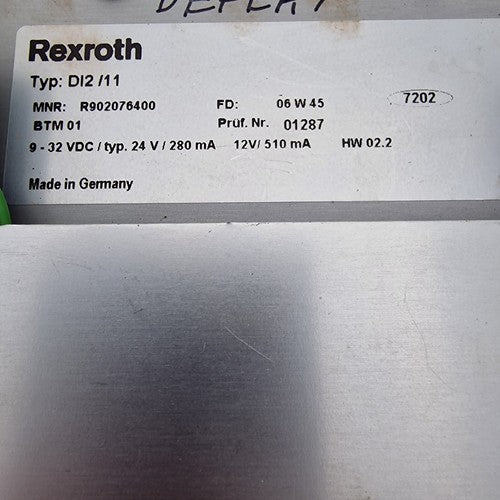 Rexroth
Typ: DI2 /11
MNR: R902076400 FD: 06 W 45 7202
BTM 01 Prüf. Nr. 01287
9 - 32 VDC / typ. 24 V / 280 mA 12V/ 510 mA HW 02.2
Made in Germany